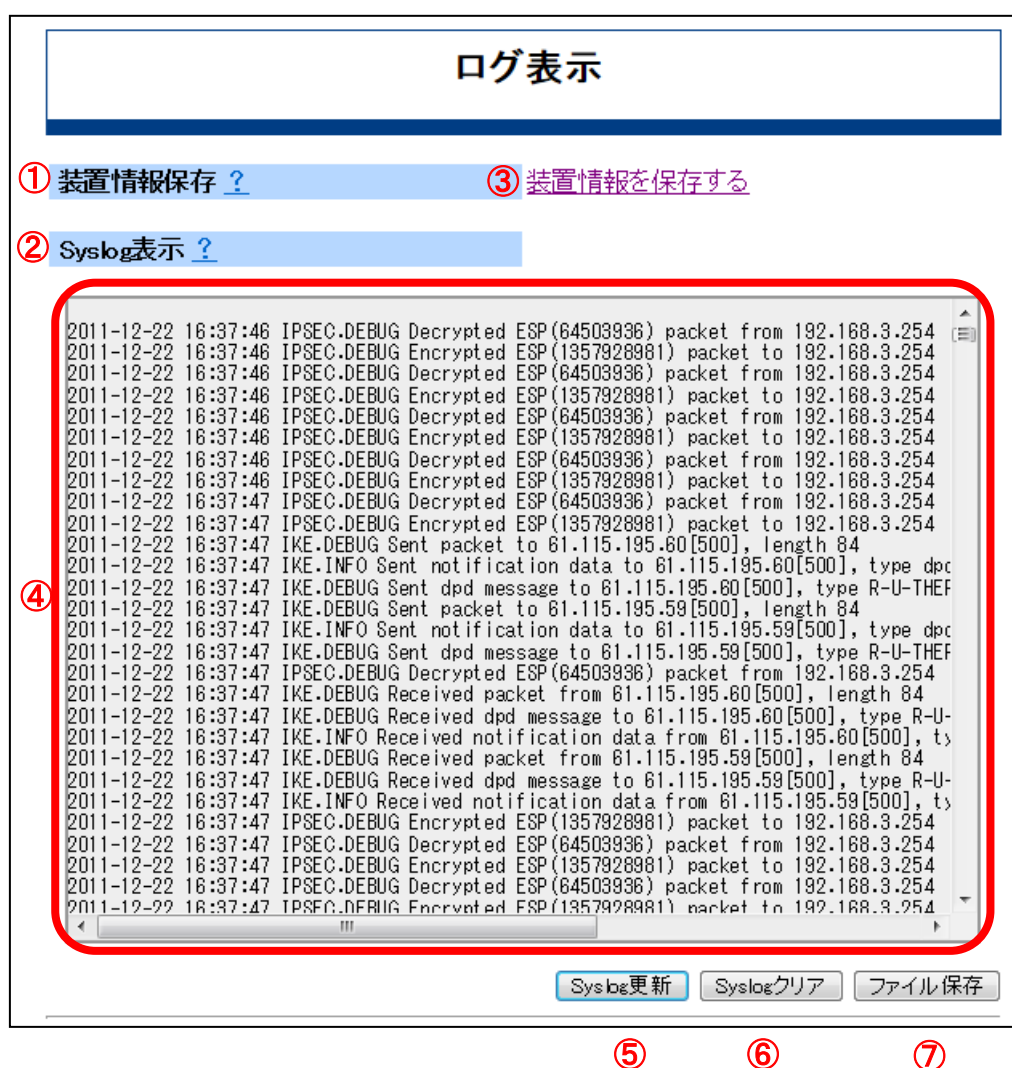 ログ表示
① 装置情報保存 ? ③ 装置情報を保存する
② Syslog表示 ?
2011-12-22 16:37:46 IPSEC.DEBUG Decrypted ESP(64503936) packet from 192.168.3.254
2011-12-22 16:37:46 IPSEC.DEBUG Encrypted ESP(1357928981) packet to 192.168.3.254
2011-12-22 16:37:46 IPSEC.DEBUG Decrypted ESP(64503936) packet from 192.168.3.254
2011-12-22 16:37:46 IPSEC.DEBUG Encrypted ESP(1357928981) packet to 192.168.3.254
2011-12-22 16:37:46 IPSEC.DEBUG Decrypted ESP(64503936) packet from 192.168.3.254
2011-12-22 16:37:46 IPSEC.DEBUG Encrypted ESP(1357928981) packet to 192.168.3.254
2011-12-22 16:37:46 IPSEC.DEBUG Decrypted ESP(64503936) packet from 192.168.3.254
2011-12-22 16:37:46 IPSEC.DEBUG Encrypted ESP(1357928981) packet to 192.168.3.254
2011-12-22 16:37:47 IPSEC.DEBUG Decrypted ESP(64503936) packet from 192.168.3.254
2011-12-22 16:37:47 IPSEC.DEBUG Encrypted ESP(1357928981) packet to 192.168.3.254
2011-12-22 16:37:47 IKE.DEBUG Sent packet to 61.115.195.60[500], length 84
2011-12-22 16:37:47 IKE.INFO Sent notification data to 61.115.195.60[500], type dpd
④ 2011-12-22 16:37:47 IKE.DEBUG Sent dpd message to 61.115.195.60[500], type R-U-THE
2011-12-22 16:37:47 IKE.DEBUG Sent packet to 61.115.195.59[500], length 84
2011-12-22 16:37:47 IKE.INFO Sent notification data to 61.115.195.59[500], type dpd
2011-12-22 16:37:47 IKE.DEBUG Sent dpd message to 61.115.195.59[500], type R-U-THE
2011-12-22 16:37:47 IPSEC.DEBUG Decrypted ESP(64503936) packet from 192.168.3.254
2011-12-22 16:37:47 IKE.DEBUG Received packet from 61.115.195.60[500], length 84
2011-12-22 16:37:47 IKE.DEBUG Received dpd message to 61.115.195.60[500], type R-U-
2011-12-22 16:37:47 IKE.INFO Received notification data from 61.115.195.60[500], ty
2011-12-22 16:37:47 IKE.DEBUG Received packet from 61.115.195.59[500], length 84
2011-12-22 16:37:47 IKE.DEBUG Received dpd message to 61.115.195.59[500], type R-U-
2011-12-22 16:37:47 IKE.INFO Received notification data from 61.115.195.59[500], ty
2011-12-22 16:37:47 IPSEC.DEBUG Encrypted ESP(1357928981) packet to 192.168.3.254
2011-12-22 16:37:47 IPSEC.DEBUG Decrypted ESP(64503936) packet from 192.168.3.254
2011-12-22 16:37:47 IPSEC.DEBUG Encrypted ESP(1357928981) packet to 192.168.3.254
2011-12-22 16:37:47 IPSEC.DEBUG Decrypted ESP(64503936) packet from 192.168.3.254
2011-12-22 16:37:47 IPSEC.DEBUG Encrypted ESP(1357928981) packet to 192.168.3.254
Syslog更新 Syslogクリア ファイル保存
⑤ ⑥ ⑦